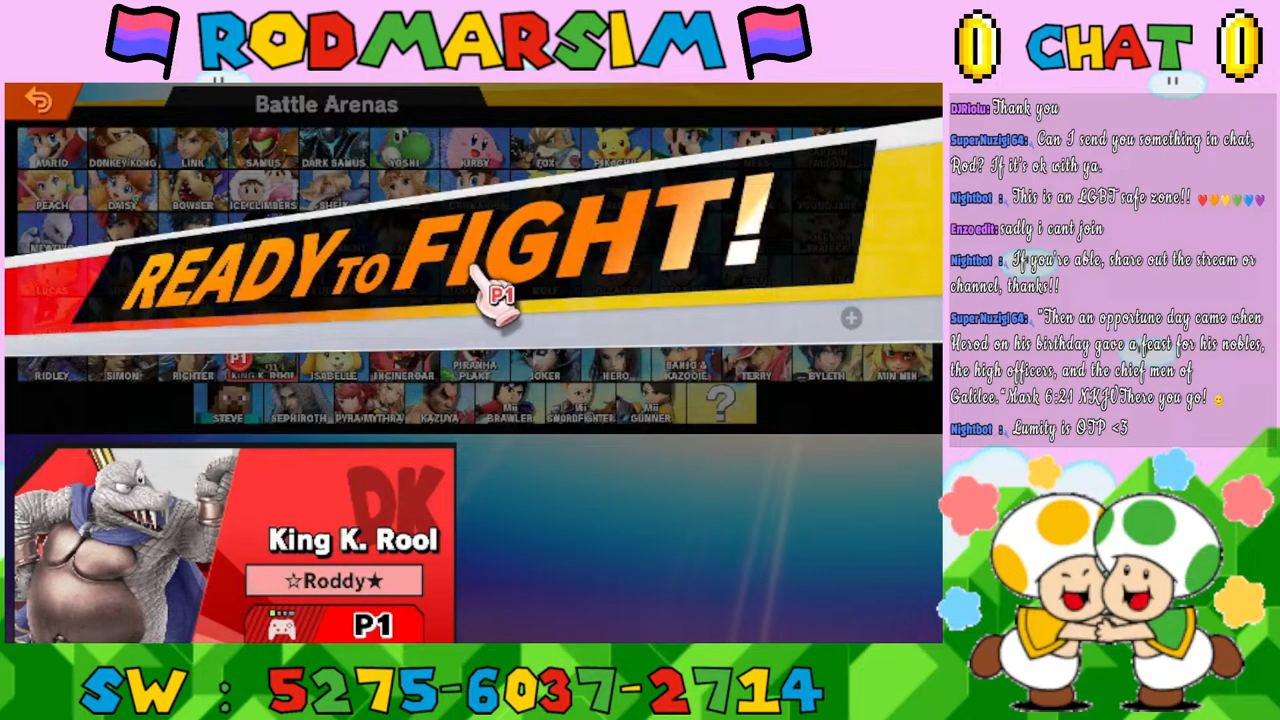 RODMARSIM
CHAT
Battle Arenas
MARIO DONKEY KONG LINK SAMUS DARK SAMUS YOSHI KIRBY FOX PIKACHU
PEACH DAISY BOWSER ICE CLIMBERS SHEIK
READY TO FIGHT!
P1
LUCAS
P1
RIDLEY SIMON RICHTER KING K. ROOL ISABELLE INCINEROAR PIRANHA PLANT JOKER HERO BANJO & KAZOOIE TERRY BYLETH MIN MIN
STEVE SEPHIROTH PYRA/MYTHRA KAZUYA Mii BRAWLER Mii SWORDFIGHTER Mii GUNNER ?
DK
King K. Rool
☆Roddy★
P1
SW : 5275-6037-2714
DJRiolu: Thank you
SuperNuzigl64: Can I send you something in chat,
Rod? If it's ok with ya.
Nightbot : This is an LGBT safe zone!! ❤️🧡💛💚💙💜
Enzo edit: sadly i cant join
Nightbot : If you're able, share out the stream or
channel, thanks!!
SuperNuzigl64: "Then an opportune day came when
Herod on his birthday gave a feast for his nobles,
the high officers, and the chief men of
Galilee."Mark 6:21 NKJVThere you go! 🙂
Nightbot : Lumity is OTP <3